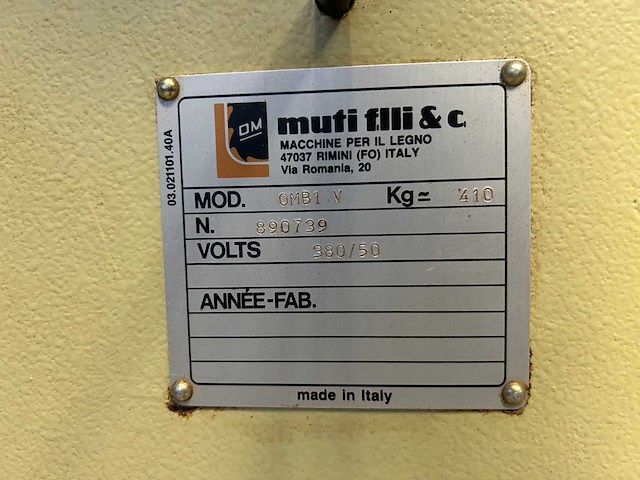 OM
muti f.lli & c.
MACCHINE PER IL LEGNO
47037 RIMINI (FO) ITALY
Via Romania, 20
03.021101.40A
MOD. OMB1 V Kg≃ 410
N. 890739
VOLTS 380/50
ANNÉE-FAB.
made in Italy